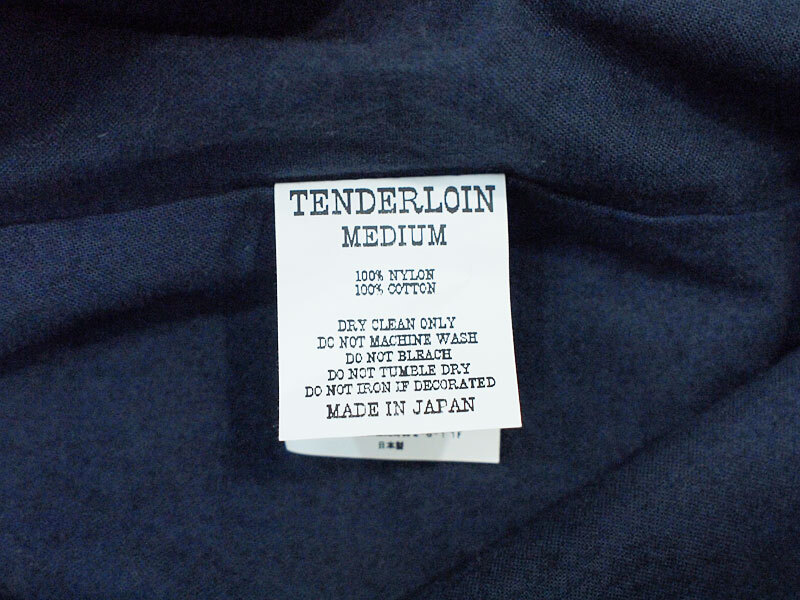 TENDERLOIN
MEDIUM
100% NYLON
100% COTTON
DRY CLEAN ONLY
DO NOT MACHINE WASH
DO NOT BLEACH
DO NOT TUMBLE DRY
DO NOT IRON IF DECORATED
MADE IN JAPAN
日本製